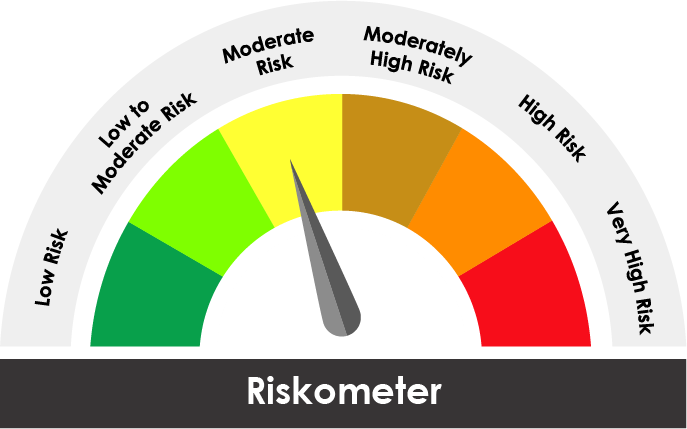 Low Risk
Low to
Moderate Risk
Moderate
Risk
Moderately
High Risk
High Risk
Very High Risk
Riskometer